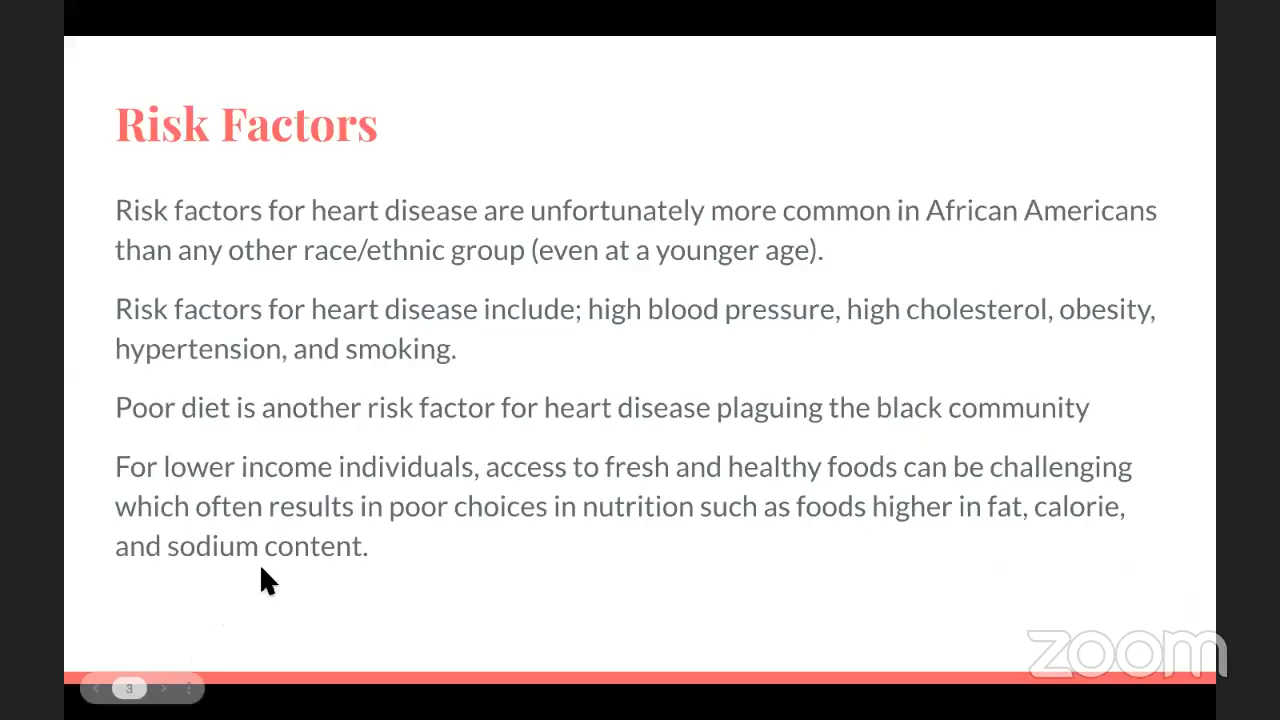 Risk Factors
Risk factors for heart disease are unfortunately more common in African Americans
than any other race/ethnic group (even at a younger age).
Risk factors for heart disease include; high blood pressure, high cholesterol, obesity,
hypertension, and smoking.
Poor diet is another risk factor for heart disease plaguing the black community
For lower income individuals, access to fresh and healthy foods can be challenging
which often results in poor choices in nutrition such as foods higher in fat, calorie,
and sodium content.
zoom
3